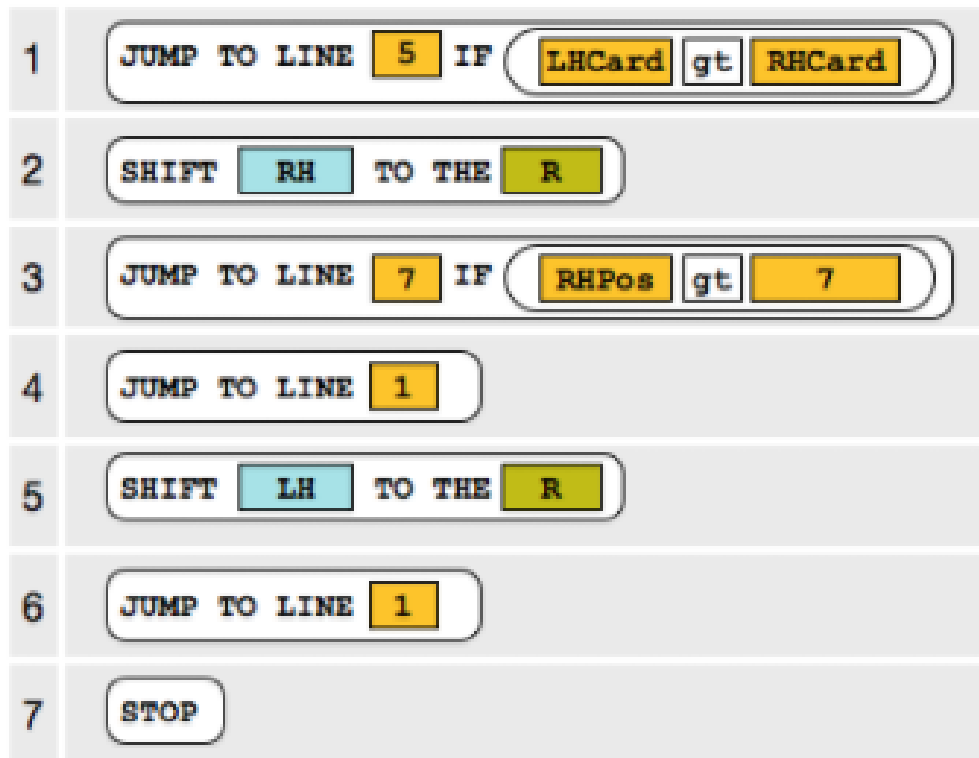 1 JUMP TO LINE 5 IF LHCard gt RHCard
2 SHIFT RH TO THE R
3 JUMP TO LINE 7 IF RHPos gt 7
4 JUMP TO LINE 1
5 SHIFT LH TO THE R
6 JUMP TO LINE 1
7 STOP